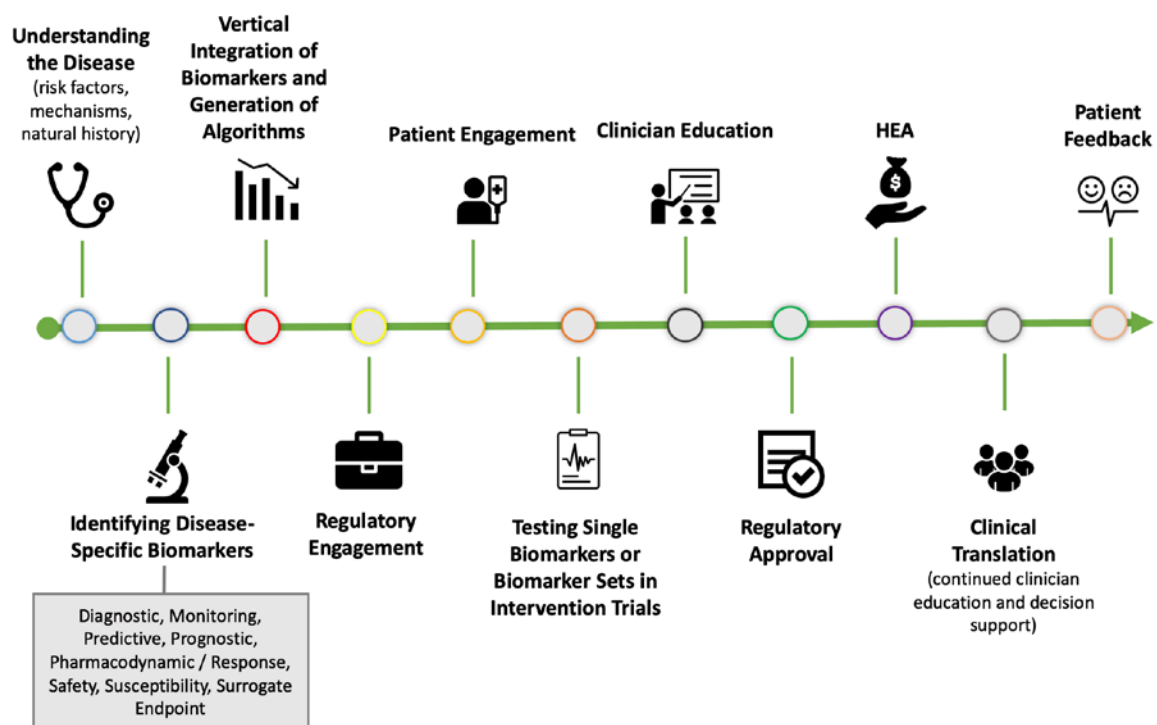 Understanding
the Disease
(risk factors,
mechanisms,
natural history)
Vertical
Integration of
Biomarkers and
Generation of
Algorithms
Patient Engagement
Clinician Education
HEA
$
Patient
Feedback
Identifying Disease-
Specific Biomarkers
Diagnostic, Monitoring,
Predictive, Prognostic,
Pharmacodynamic / Response,
Safety, Susceptibility, Surrogate
Endpoint
Regulatory
Engagement
Testing Single
Biomarkers or
Biomarker Sets in
Intervention Trials
Regulatory
Approval
Clinical
Translation
(continued clinician
education and decision
support)